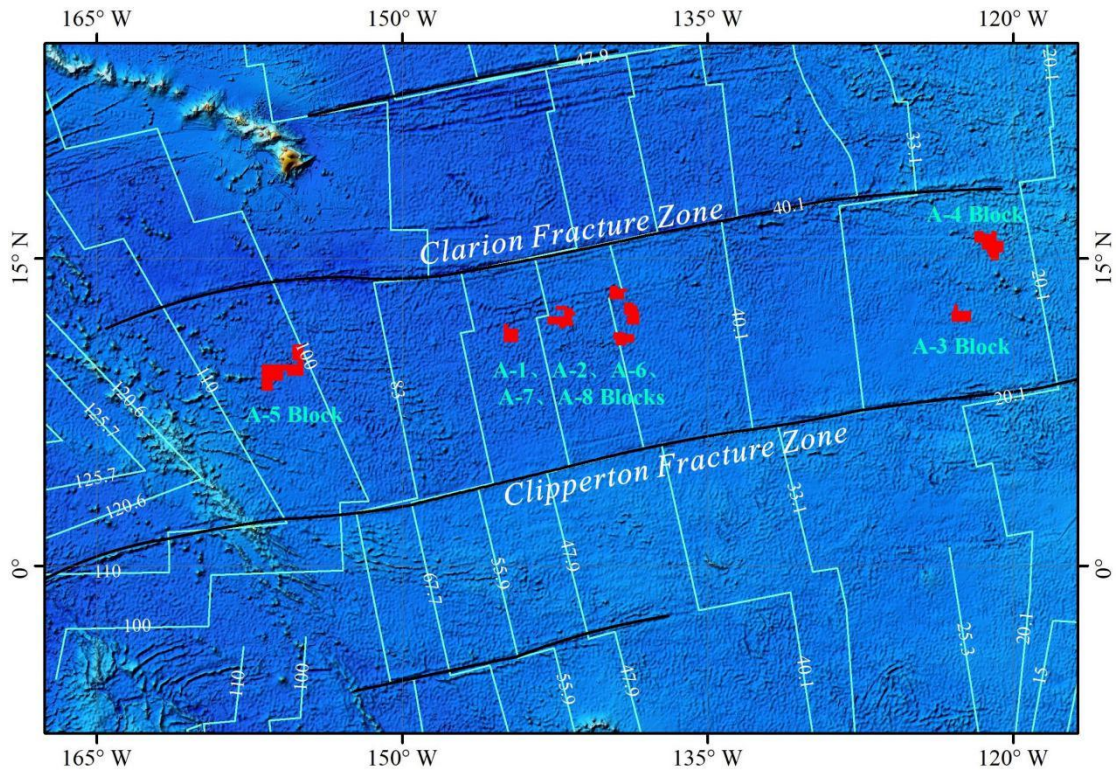 165° W
150° W
135° W
120° W
47.9
20.1
33.1
40.1
Clarion Fracture Zone
A-4 Block
15° N
15° N
20.1
A-3 Block
40.1
100
A-1、A-2、A-6、
A-7、A-8 Blocks
110
83
A-5 Block
120.6
125.7
20.1
Clipperton Fracture Zone
125.7
120.6
33.1
0°
0°
110
67.7
55.9
47.9
100
25.3
20.1
15
110
100
55.9
47.9
40.1
165° W
150° W
135° W
120° W